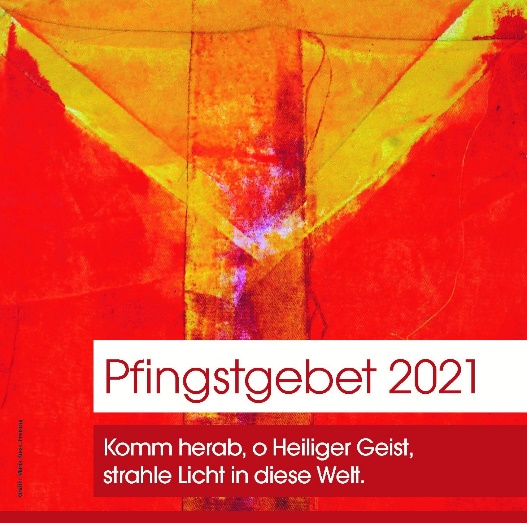 Pfingstgebet 2021
Komm herab, o Heiliger Geist,
strahle Licht in diese Welt.